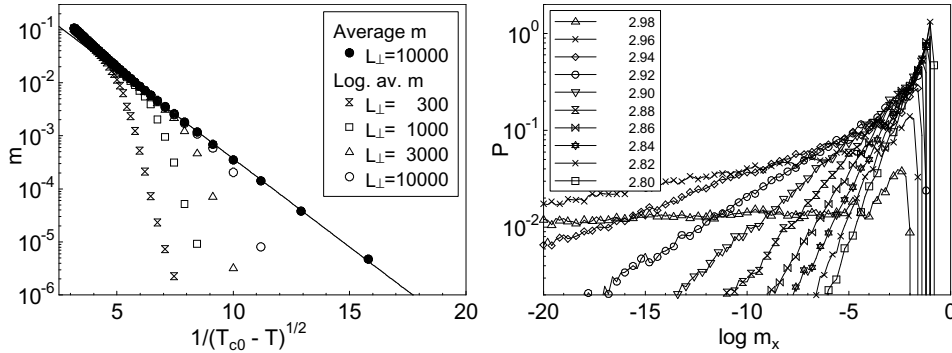 10^-1
10^-2
10^-3
10^-4
10^-5
10^-6
m
5
10
15
20
1/(T_c0 - T)^1/2
Average m
L⊥=10000
Log. av. m
L⊥= 300
L⊥= 1000
L⊥= 3000
L⊥=10000
10^0
10^-1
10^-2
P
-20
-15
-10
-5
0
log m_x
2.98
2.96
2.94
2.92
2.90
2.88
2.86
2.84
2.82
2.80